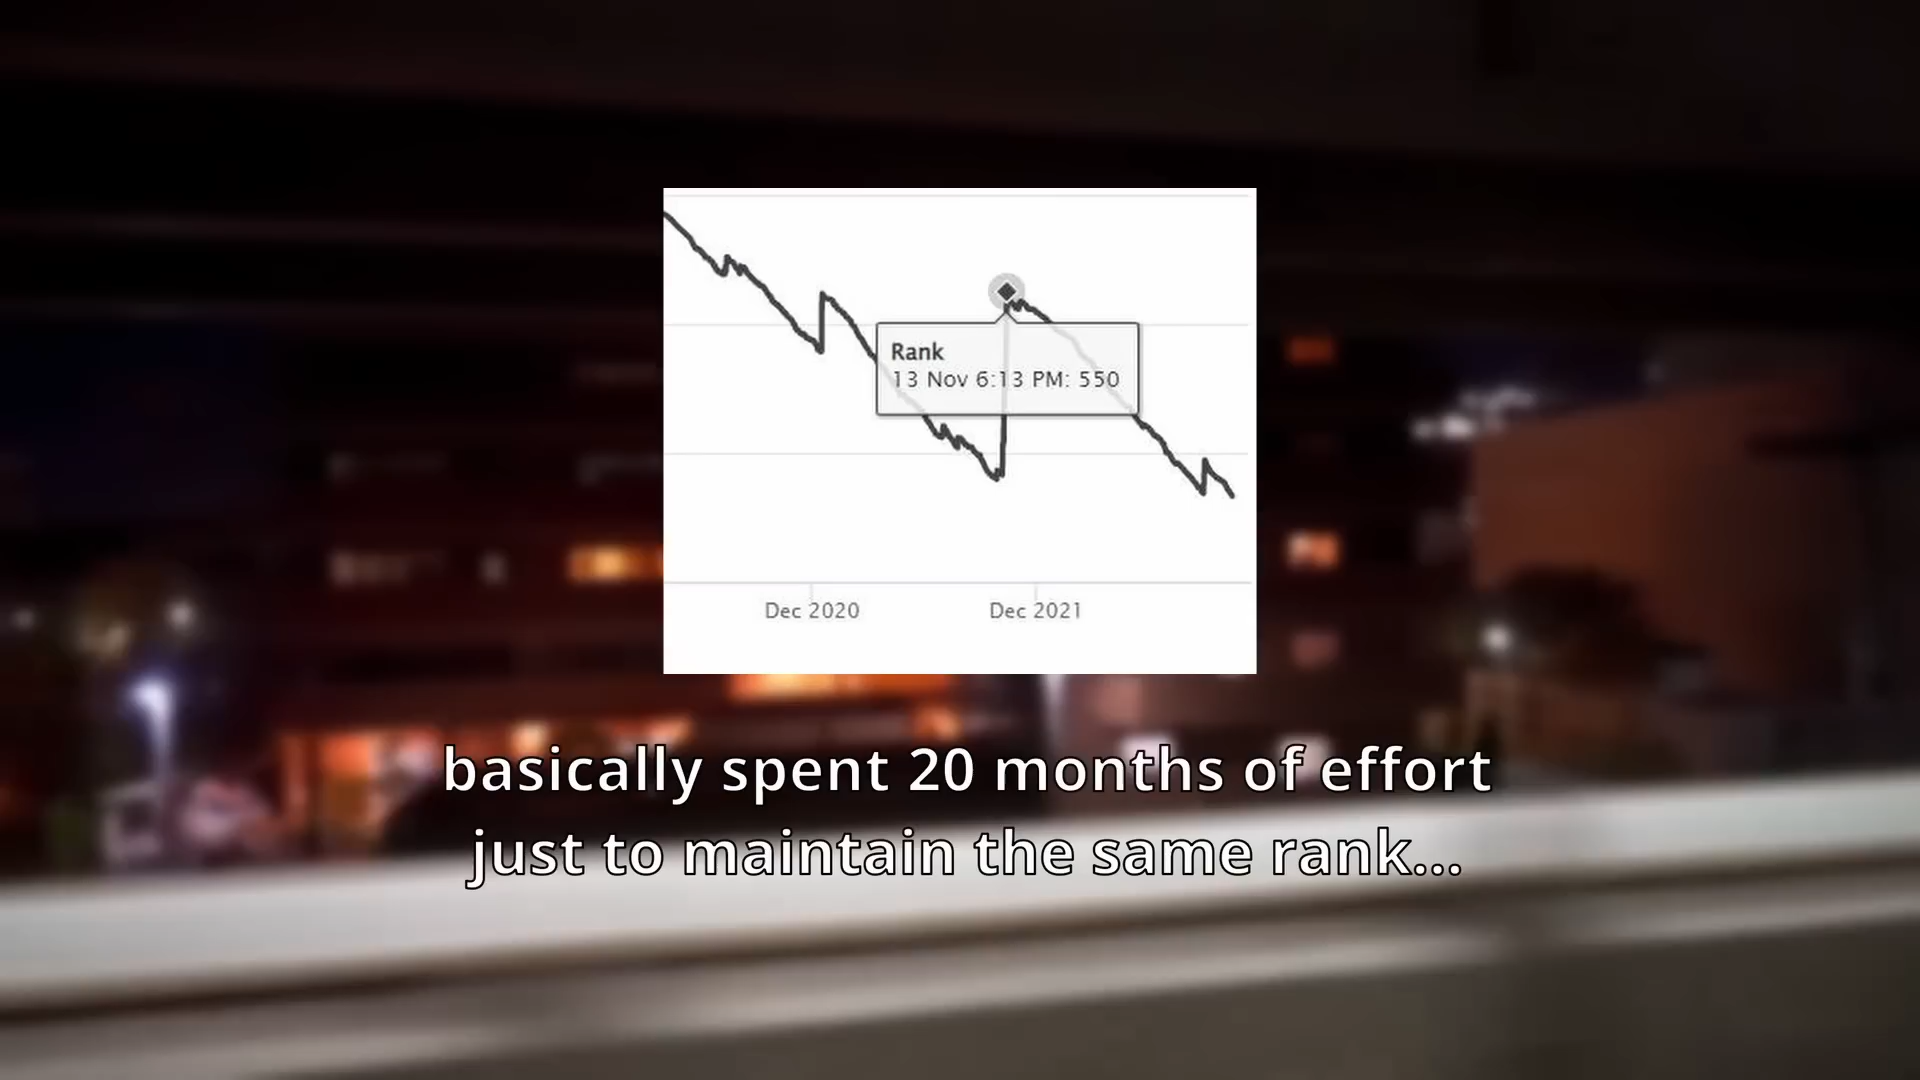 Rank
13 Nov 6:13 PM: 550
Dec 2020
Dec 2021
basically spent 20 months of effort
just to maintain the same rank...